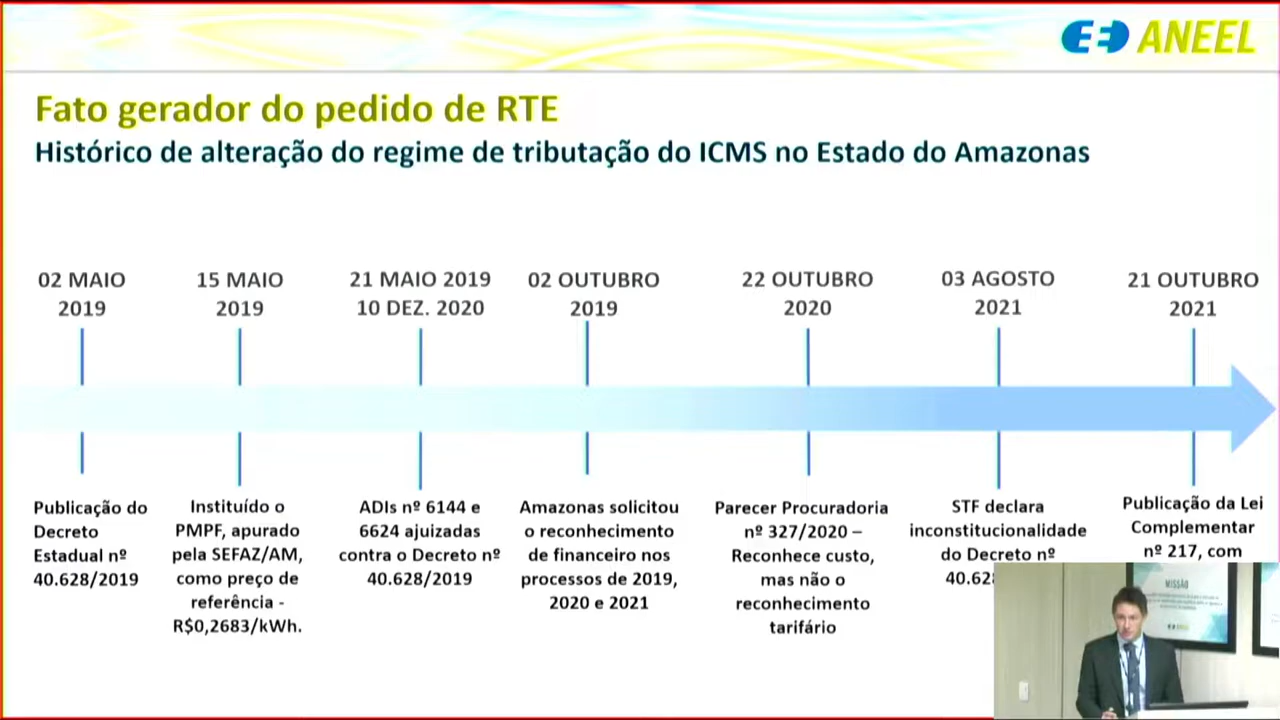 ANEEL
Fato gerador do pedido de RTE
Histórico de alteração do regime de tributação do ICMS no Estado do Amazonas
02 MAIO
2019
15 MAIO
2019
21 MAIO 2019
10 DEZ. 2020
02 OUTUBRO
2019
22 OUTUBRO
2020
03 AGOSTO
2021
21 OUTUBRO
2021
Publicação do
Decreto
Estadual nº
40.628/2019
Instituído o
PMPF, apurado
pela SEFAZ/AM,
como preço de
referência -
R$0,2683/kWh.
ADIs nº 6144 e
6624 ajuizadas
contra o Decreto nº
40.628/2019
Amazonas solicitou
o reconhecimento
de financeiro nos
processos de 2019,
2020 e 2021
Parecer Procuradoria
nº 327/2020 –
Reconhece custo,
mas não o
reconhecimento
tarifário
STF declara
inconstitucionalidade
do Decreto nº
40.62
Publicação da Lei
Complementar
nº 217, com
MISSÃO